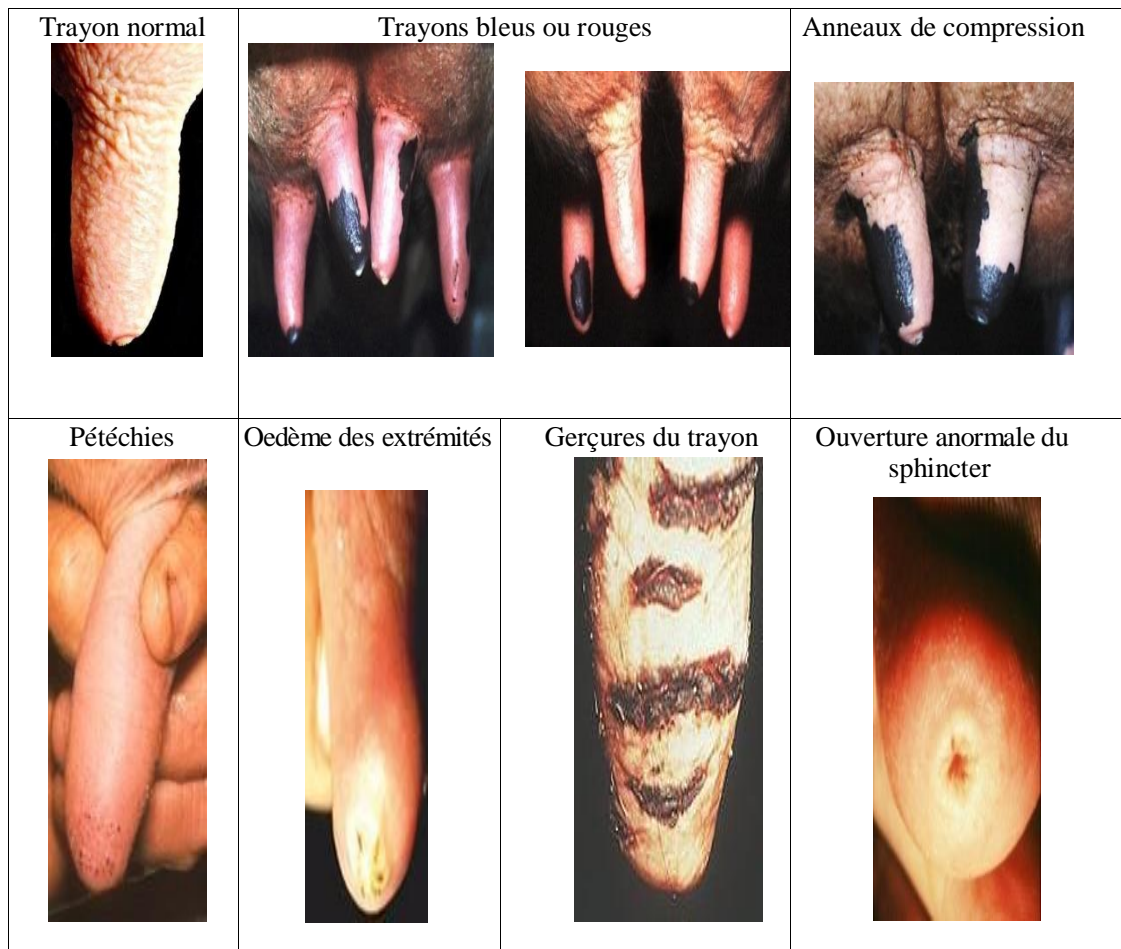 Trayon normal
Trayons bleus ou rouges
Anneaux de compression
Pétéchies
Oedème des extrémités
Gerçures du trayon
Ouverture anormale du
sphincter